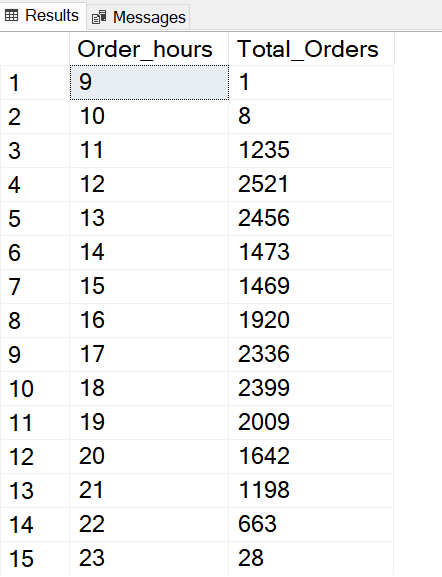 Results Messages
Order_hours Total_Orders
1 9 1
2 10 8
3 11 1235
4 12 2521
5 13 2456
6 14 1473
7 15 1469
8 16 1920
9 17 2336
10 18 2399
11 19 2009
12 20 1642
13 21 1198
14 22 663
15 23 28